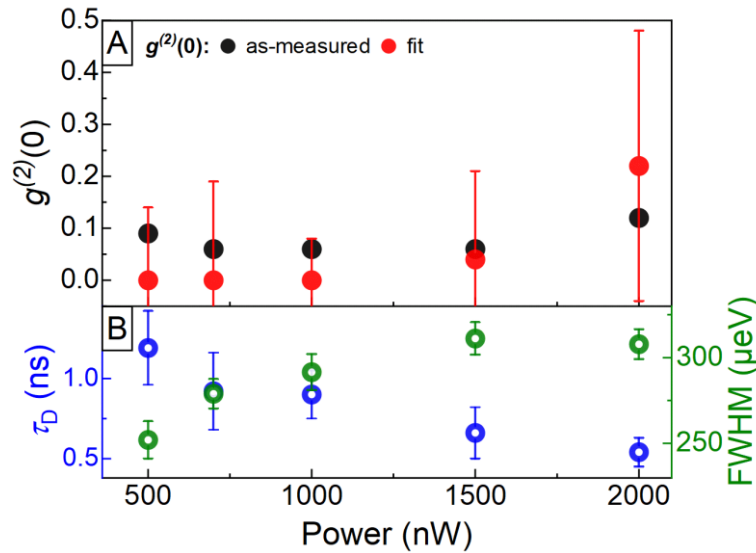 A
g(2)(0): as-measured fit
0.5
0.4
0.3
0.2
0.1
0.0
g(2)(0)
B
1.0
0.5
τD (ns)
300
250
FWHM (μeV)
500 1000 1500 2000
Power (nW)